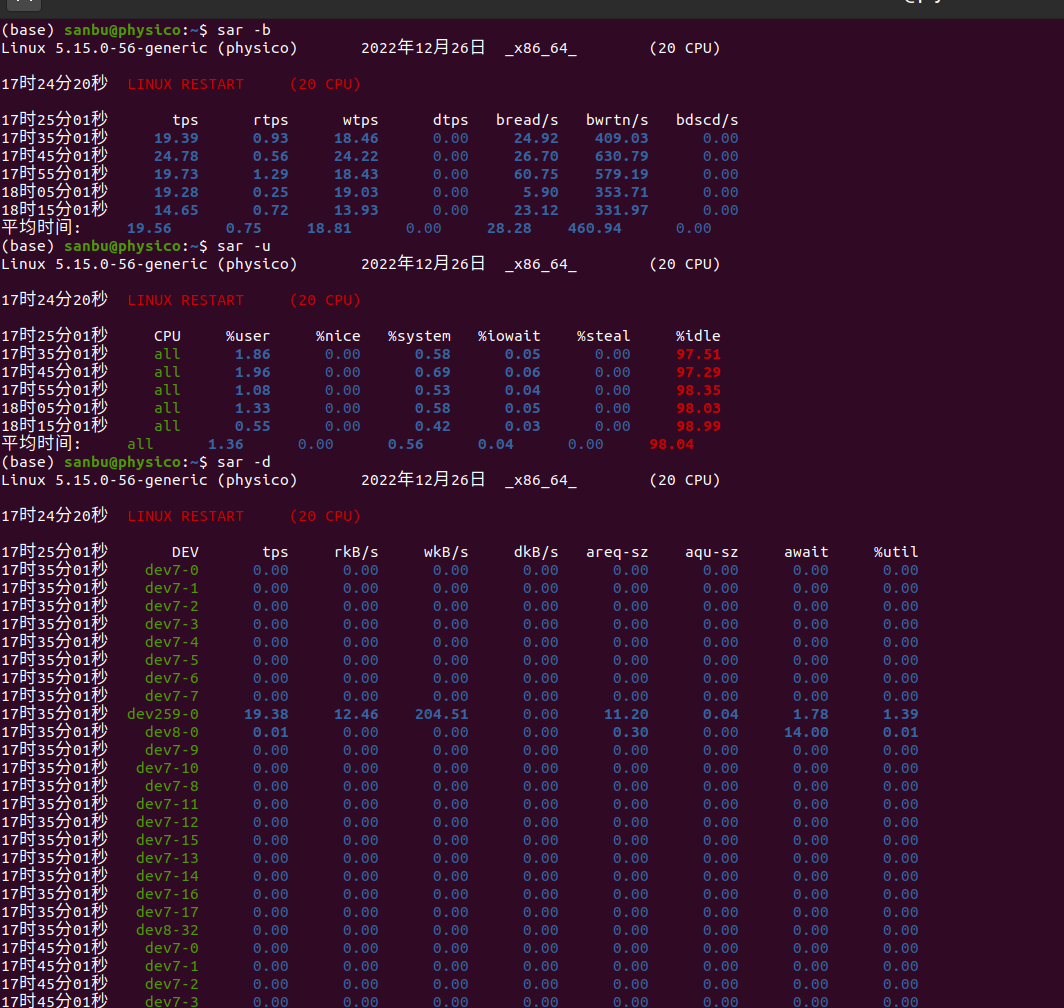 (base) sanbu@physico:~$ sar -b
Linux 5.15.0-56-generic (physico) 2022年12月26日 _x86_64_ (20 CPU)
17时24分20秒 LINUX RESTART (20 CPU)
17时25分01秒 tps rtps wtps dtps bread/s bwrtn/s bdscd/s
17时35分01秒 19.39 0.93 18.46 0.00 24.92 409.03 0.00
17时45分01秒 24.78 0.56 24.22 0.00 26.70 630.79 0.00
17时55分01秒 19.73 1.29 18.43 0.00 60.75 579.19 0.00
18时05分01秒 19.28 0.25 19.03 0.00 5.90 353.71 0.00
18时15分01秒 14.65 0.72 13.93 0.00 23.12 331.97 0.00
平均时间: 19.56 0.75 18.81 0.00 28.28 460.94 0.00
(base) sanbu@physico:~$ sar -u
Linux 5.15.0-56-generic (physico) 2022年12月26日 _x86_64_ (20 CPU)
17时24分20秒 LINUX RESTART (20 CPU)
17时25分01秒 CPU %user %nice %system %iowait %steal %idle
17时35分01秒 all 1.86 0.00 0.58 0.05 0.00 97.51
17时45分01秒 all 1.96 0.00 0.69 0.06 0.00 97.29
17时55分01秒 all 1.08 0.00 0.53 0.04 0.00 98.35
18时05分01秒 all 1.33 0.00 0.58 0.05 0.00 98.03
18时15分01秒 all 0.55 0.00 0.42 0.03 0.00 98.99
平均时间: all 1.36 0.00 0.56 0.04 0.00 98.04
(base) sanbu@physico:~$ sar -d
Linux 5.15.0-56-generic (physico) 2022年12月26日 _x86_64_ (20 CPU)
17时24分20秒 LINUX RESTART (20 CPU)
17时25分01秒 DEV tps rkB/s wkB/s dkB/s areq-sz aqu-sz await %util
17时35分01秒 dev7-0 0.00 0.00 0.00 0.00 0.00 0.00 0.00 0.00
17时35分01秒 dev7-1 0.00 0.00 0.00 0.00 0.00 0.00 0.00 0.00
17时35分01秒 dev7-2 0.00 0.00 0.00 0.00 0.00 0.00 0.00 0.00
17时35分01秒 dev7-3 0.00 0.00 0.00 0.00 0.00 0.00 0.00 0.00
17时35分01秒 dev7-4 0.00 0.00 0.00 0.00 0.00 0.00 0.00 0.00
17时35分01秒 dev7-5 0.00 0.00 0.00 0.00 0.00 0.00 0.00 0.00
17时35分01秒 dev7-6 0.00 0.00 0.00 0.00 0.00 0.00 0.00 0.00
17时35分01秒 dev7-7 0.00 0.00 0.00 0.00 0.00 0.00 0.00 0.00
17时35分01秒 dev259-0 19.38 12.46 204.51 0.00 11.20 0.04 1.78 1.39
17时35分01秒 dev8-0 0.01 0.00 0.00 0.00 0.30 0.00 14.00 0.01
17时35分01秒 dev7-9 0.00 0.00 0.00 0.00 0.00 0.00 0.00 0.00
17时35分01秒 dev7-10 0.00 0.00 0.00 0.00 0.00 0.00 0.00 0.00
17时35分01秒 dev7-8 0.00 0.00 0.00 0.00 0.00 0.00 0.00 0.00
17时35分01秒 dev7-11 0.00 0.00 0.00 0.00 0.00 0.00 0.00 0.00
17时35分01秒 dev7-12 0.00 0.00 0.00 0.00 0.00 0.00 0.00 0.00
17时35分01秒 dev7-15 0.00 0.00 0.00 0.00 0.00 0.00 0.00 0.00
17时35分01秒 dev7-13 0.00 0.00 0.00 0.00 0.00 0.00 0.00 0.00
17时35分01秒 dev7-14 0.00 0.00 0.00 0.00 0.00 0.00 0.00 0.00
17时35分01秒 dev7-16 0.00 0.00 0.00 0.00 0.00 0.00 0.00 0.00
17时35分01秒 dev7-17 0.00 0.00 0.00 0.00 0.00 0.00 0.00 0.00
17时35分01秒 dev8-32 0.00 0.00 0.00 0.00 0.00 0.00 0.00 0.00
17时45分01秒 dev7-0 0.00 0.00 0.00 0.00 0.00 0.00 0.00 0.00
17时45分01秒 dev7-1 0.00 0.00 0.00 0.00 0.00 0.00 0.00 0.00
17时45分01秒 dev7-2 0.00 0.00 0.00 0.00 0.00 0.00 0.00 0.00
17时45分01秒 dev7-3 0.00 0.00 0.00 0.00 0.00 0.00 0.00 0.00